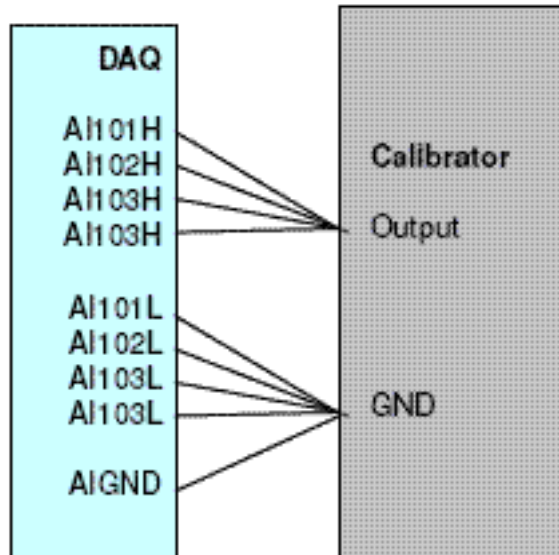 DAQ
AI101H
AI102H
AI103H
AI103H
AI101L
AI102L
AI103L
AI103L
AIGND
Calibrator
Output
GND